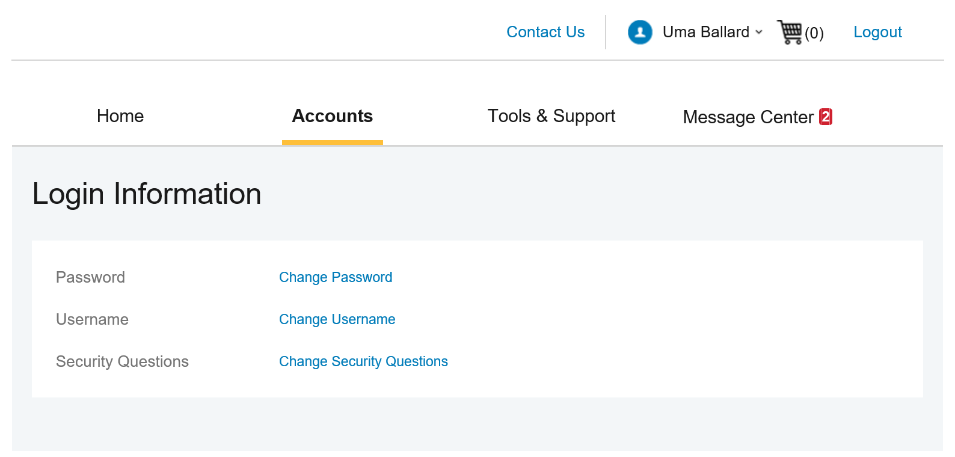 Contact Us Uma Ballard (0) Logout
Home Accounts Tools & Support Message Center 2
Login Information
Password Change Password
Username Change Username
Security Questions Change Security Questions